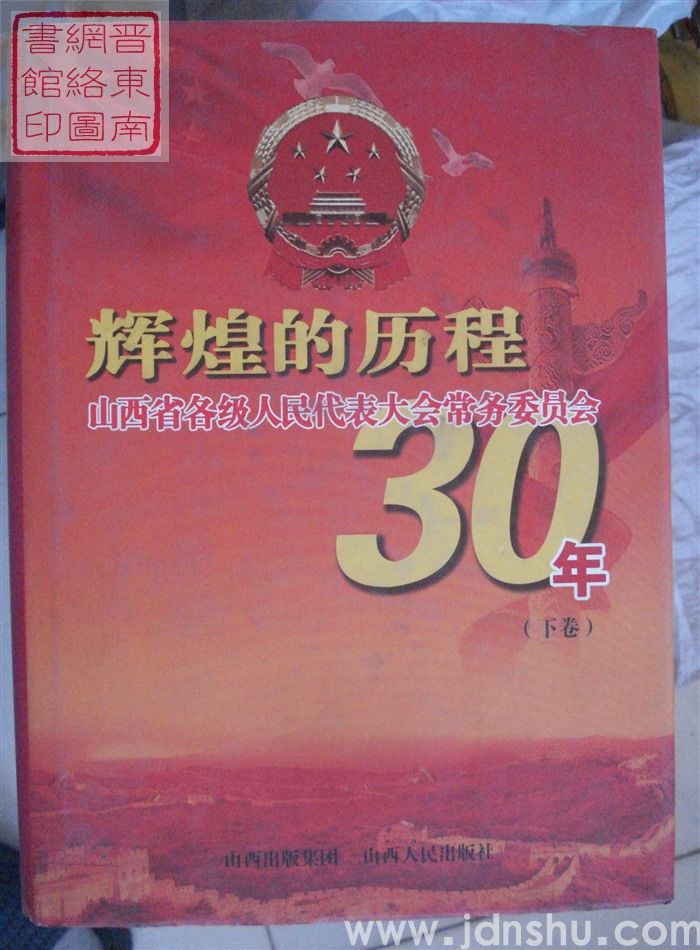 晋東南
網絡圖
書館印
辉煌的历程
山西省各级人民代表大会常务委员会
30年
（下卷）
山西出版集团 山西人民出版社
www.jdnshu.com